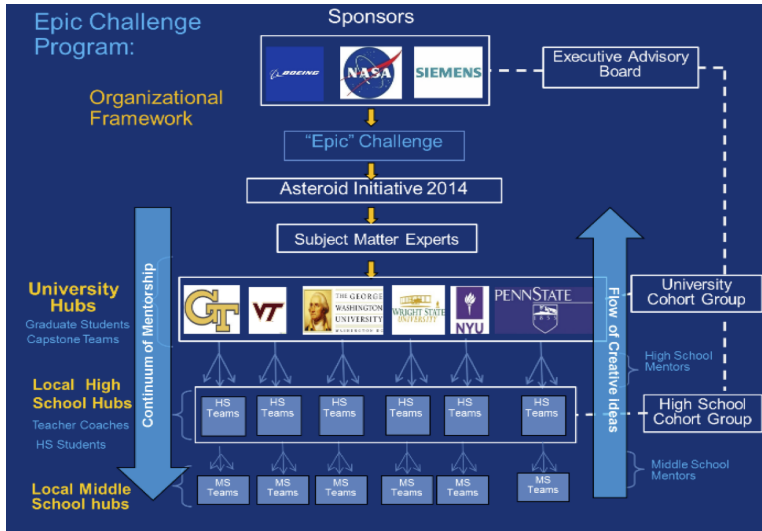 Epic Challenge
Program:
Organizational
Framework
Sponsors
BOEING
NASA
SIEMENS
Executive Advisory
Board
“Epic” Challenge
Asteroid Initiative 2014
Subject Matter Experts
Continuum of Mentorship
Flow of Creative Ideas
University
Hubs
Graduate Students
Capstone Teams
GT
VT
THE GEORGE
WASHINGTON
UNIVERSITY
WRIGHT STATE
UNIVERSITY
NYU
PENNSTATE
University
Cohort Group
High School
Mentors
Local High
School Hubs
Teacher Coaches
HS Students
HS
Teams
HS
Teams
HS
Teams
HS
Teams
HS
Teams
HS
Teams
High School
Cohort Group
Middle School
Mentors
Local Middle
School hubs
MS
Teams
MS
Teams
MS
Teams
MS
Teams
MS
Teams
MS
Teams